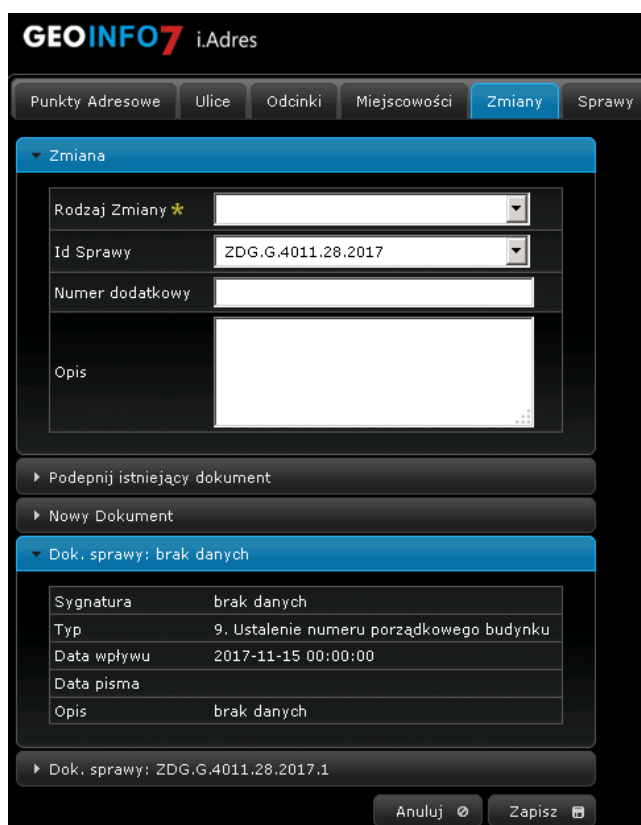 GEOINFO7 i.Adres
Punkty Adresowe Ulice Odcinki Miejscowości Zmiany Sprawy
Zmiana
Rodzaj Zmiany *
Id Sprawy ZDG.G.4011.28.2017
Numer dodatkowy
Opis
Podepnij istniejący dokument
Nowy Dokument
Dok. sprawy: brak danych
Sygnatura brak danych
Typ 9. Ustalenie numeru porządkowego budynku
Data wpływu 2017-11-15 00:00:00
Data pisma
Opis brak danych
Dok. sprawy: ZDG.G.4011.28.2017.1
Anuluj Zapisz